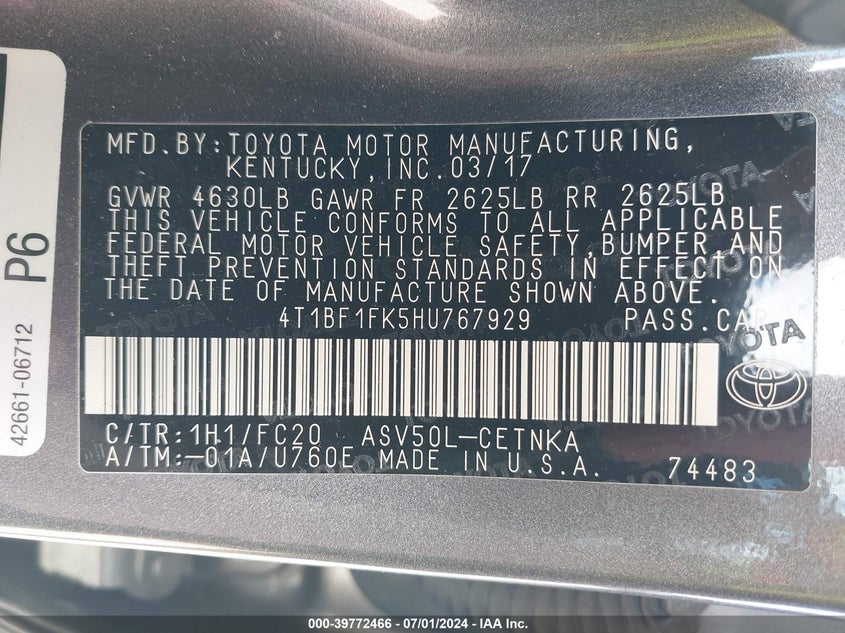 MFD. BY: TOYOTA MOTOR MANUFACTURING,
KENTUCKY, INC. 03/17
GVWR 4630LB GAWR FR 2625LB RR 2625LB
THIS VEHICLE CONFORMS TO ALL APPLICABLE
FEDERAL MOTOR VEHICLE SAFETY, BUMPER, AND
THEFT PREVENTION STANDARDS IN EFFECT ON
THE DATE OF MANUFACTURE SHOWN ABOVE.
4T1BF1FK5HU767929 PASS. CAR
TOYOTA
C/TR: 1H1/FC20 ASV50L-CETNKA
A/TM: -01A/U760E MADE IN U.S.A. 74483
P6
42661-06712
000-39772466 - 07/01/2024 - IAA Inc.